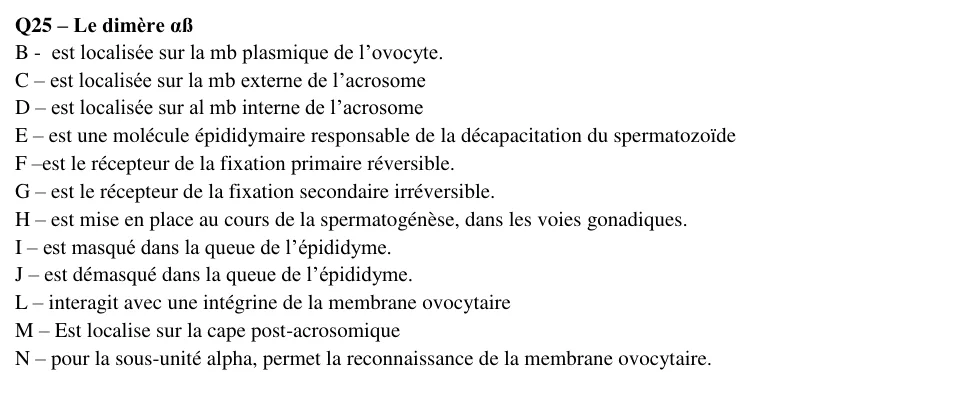 Q25 – Le dimère αß
B -  est localisée sur la mb plasmique de l’ovocyte.
C – est localisée sur la mb externe de l’acrosome
D – est localisée sur al mb interne de l’acrosome
E – est une molécule épididymaire responsable de la décapacitation du spermatozoïde
F –est le récepteur de la fixation primaire réversible.
G – est le récepteur de la fixation secondaire irréversible.
H – est mise en place au cours de la spermatogénèse, dans les voies gonadiques.
I – est masqué dans la queue de l’épididyme.
J – est démasqué dans la queue de l’épididyme.
L – interagit avec une intégrine de la membrane ovocytaire
M – Est localise sur la cape post-acrosomique
N – pour la sous-unité alpha, permet la reconnaissance de la membrane ovocytaire.